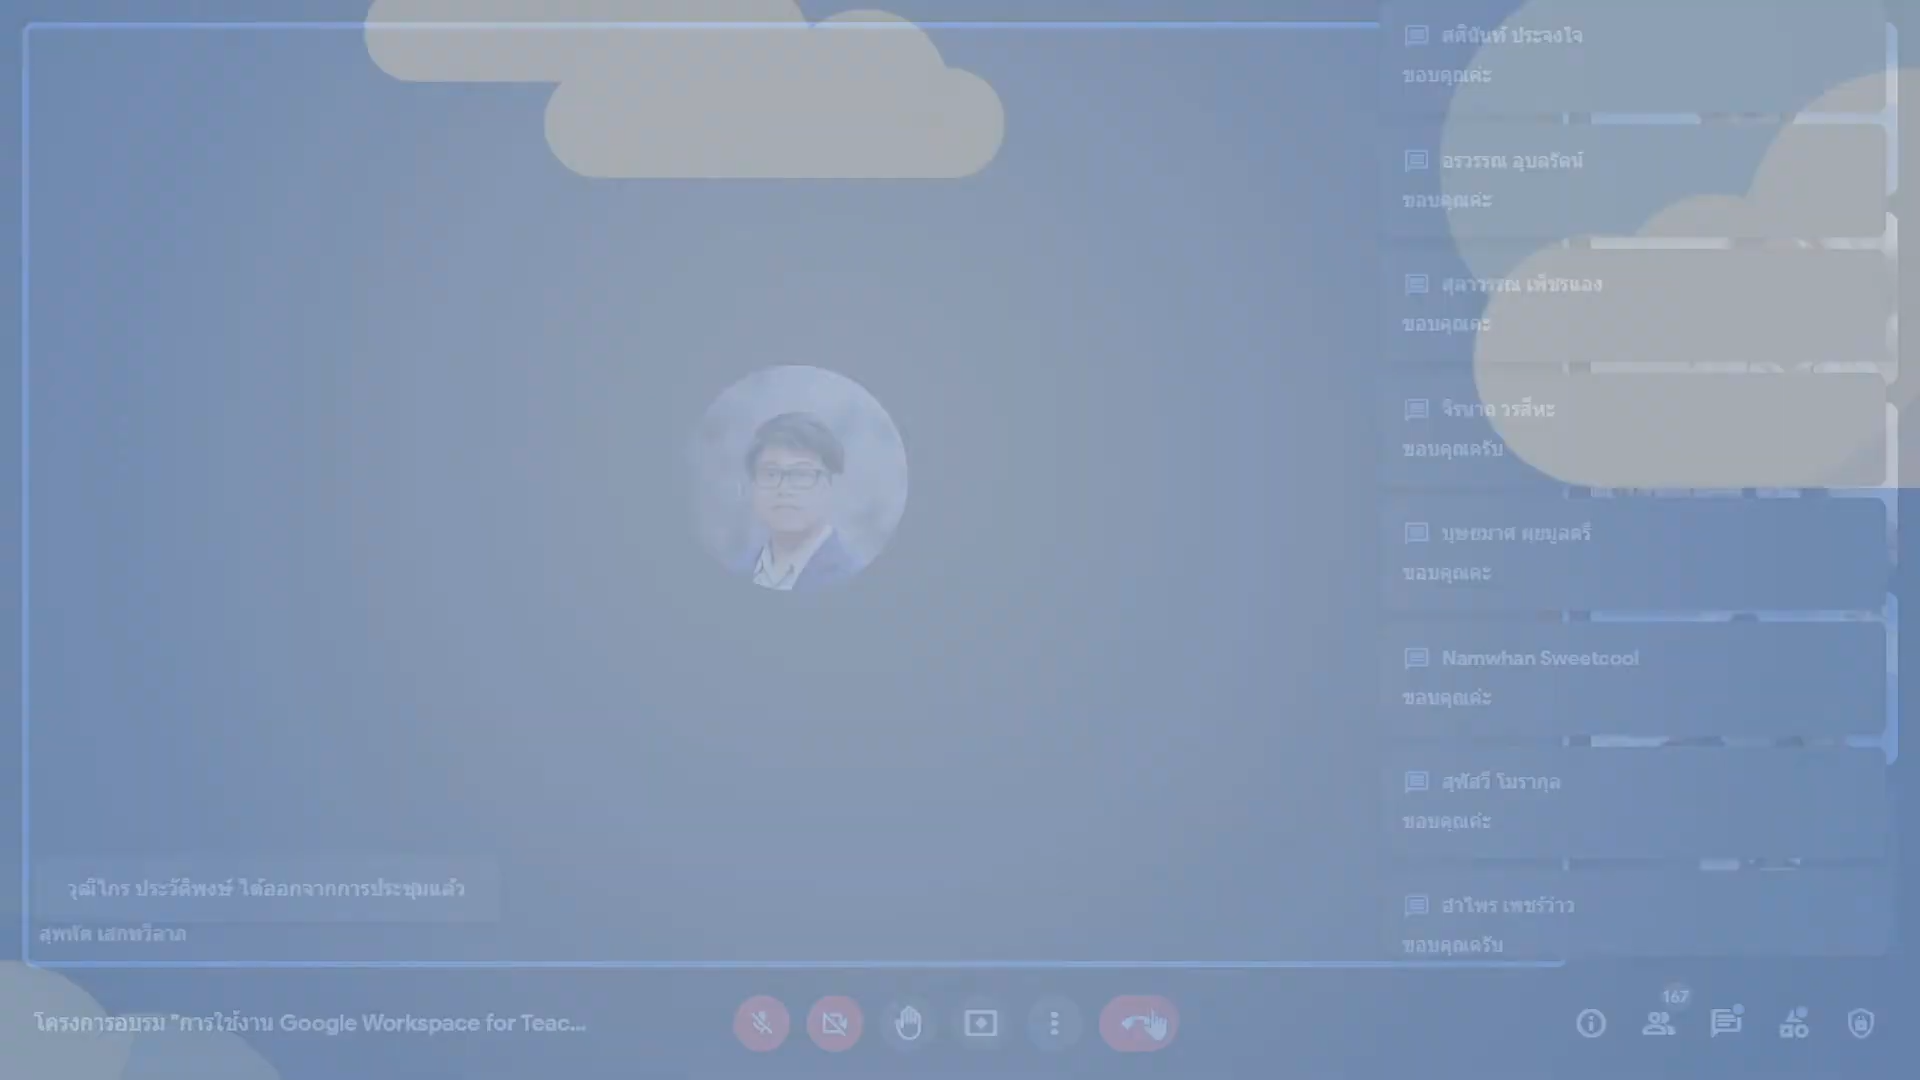 สตินันท์ ประจงใจ
ขอบคุณค่ะ
อรวรรณ อุบลรัตน์
ขอบคุณค่ะ
สุลาวรรณ เพ็ชรแอง
ขอบคุณคะ
จิรนาถ วรสีหะ
ขอบคุณครับ
บุษยมาศ
ขอบคุณคะ
Namwhan Sweetcool
ขอบคุณค่ะ
สุพัสวี โมรากุล
ขอบคุณค่ะ
อำไพร เพชร์ว่าว
ขอบคุณครับ
วุฒิไกร ประวัติพงษ์ ได้ออกจากการประชุมแล้ว
สุพพัต เสกทวีลาภ
โครงการอบรม "การใช้งาน Google Workspace for Teac...
167